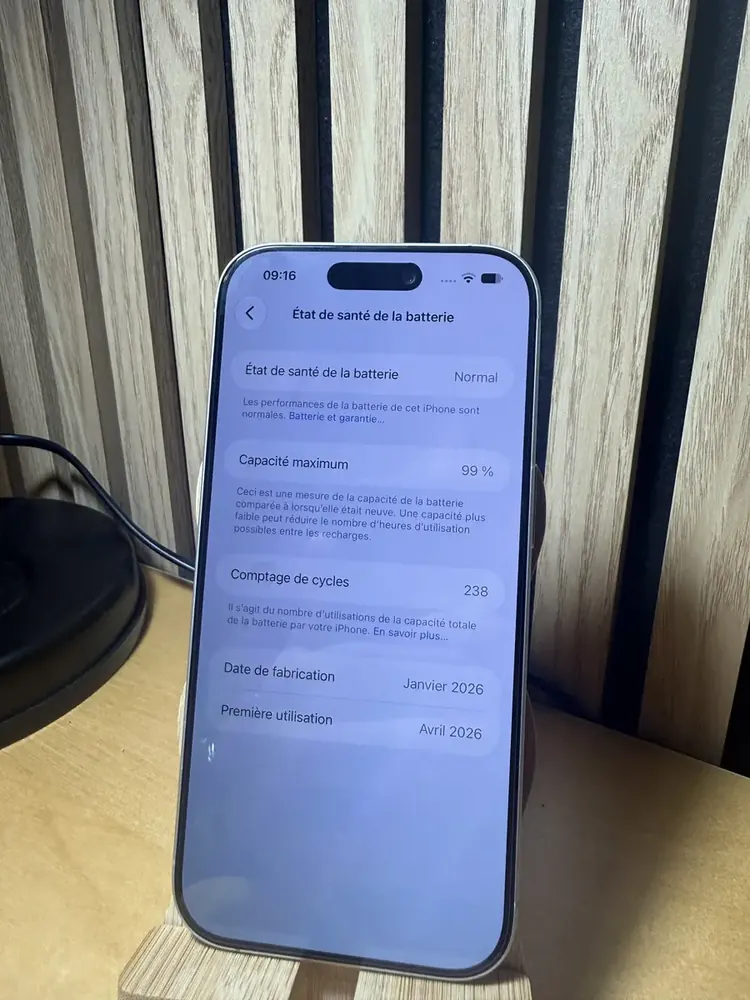 09:16
État de santé de la batterie
État de santé de la batterie Normal
Les performances de la batterie de cet iPhone sont
normales. Batterie et garantie...
Capacité maximum 99 %
Ceci est une mesure de la capacité de la batterie
comparée à lorsqu'elle était neuve. Une capacité plus
faible peut réduire le nombre d'heures d'utilisation
possibles entre les recharges.
Comptage de cycles 238
Il s'agit du nombre d'utilisations de la capacité totale
de la batterie par votre iPhone. En savoir plus...
Date de fabrication Janvier 2026
Première utilisation Avril 2026